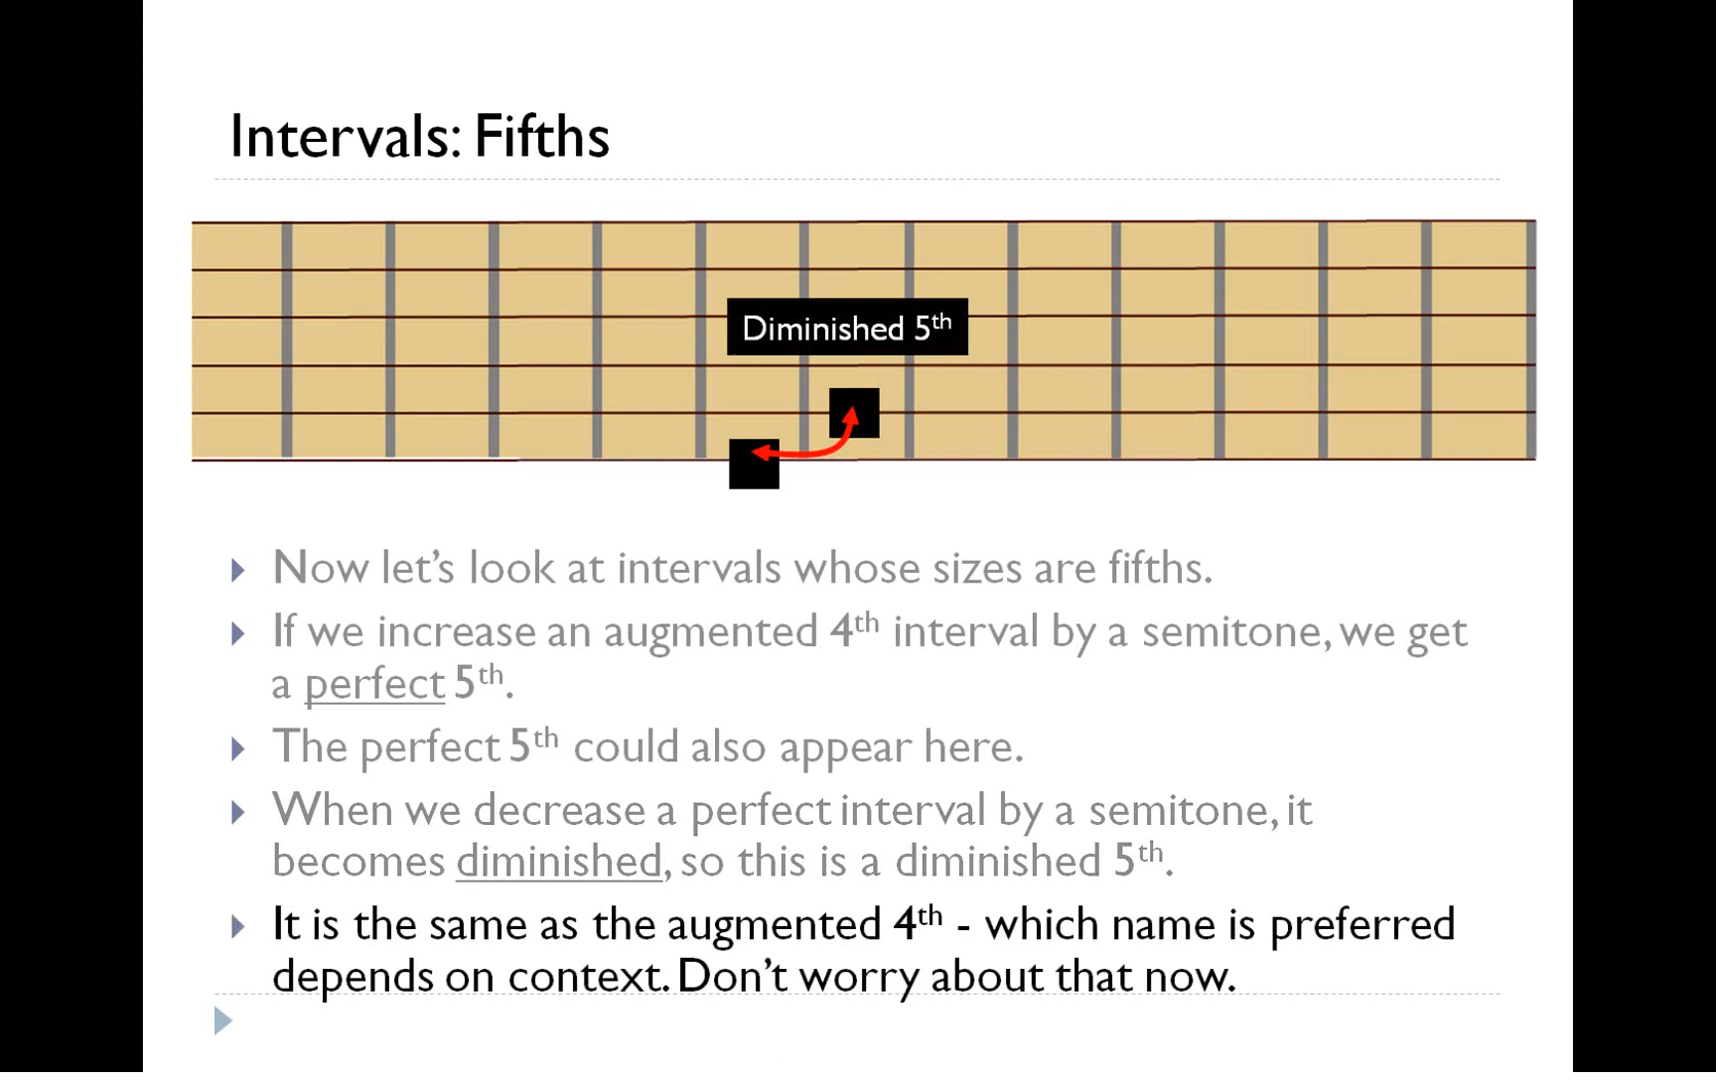 Intervals: Fifths
Diminished 5th
Now let's look at intervals whose sizes are fifths.
If we increase an augmented 4th interval by a semitone, we get
a perfect 5th.
The perfect 5th could also appear here.
When we decrease a perfect interval by a semitone, it
becomes diminished, so this is a diminished 5th.
It is the same as the augmented 4th - which name is preferred
depends on context. Don't worry about that now.